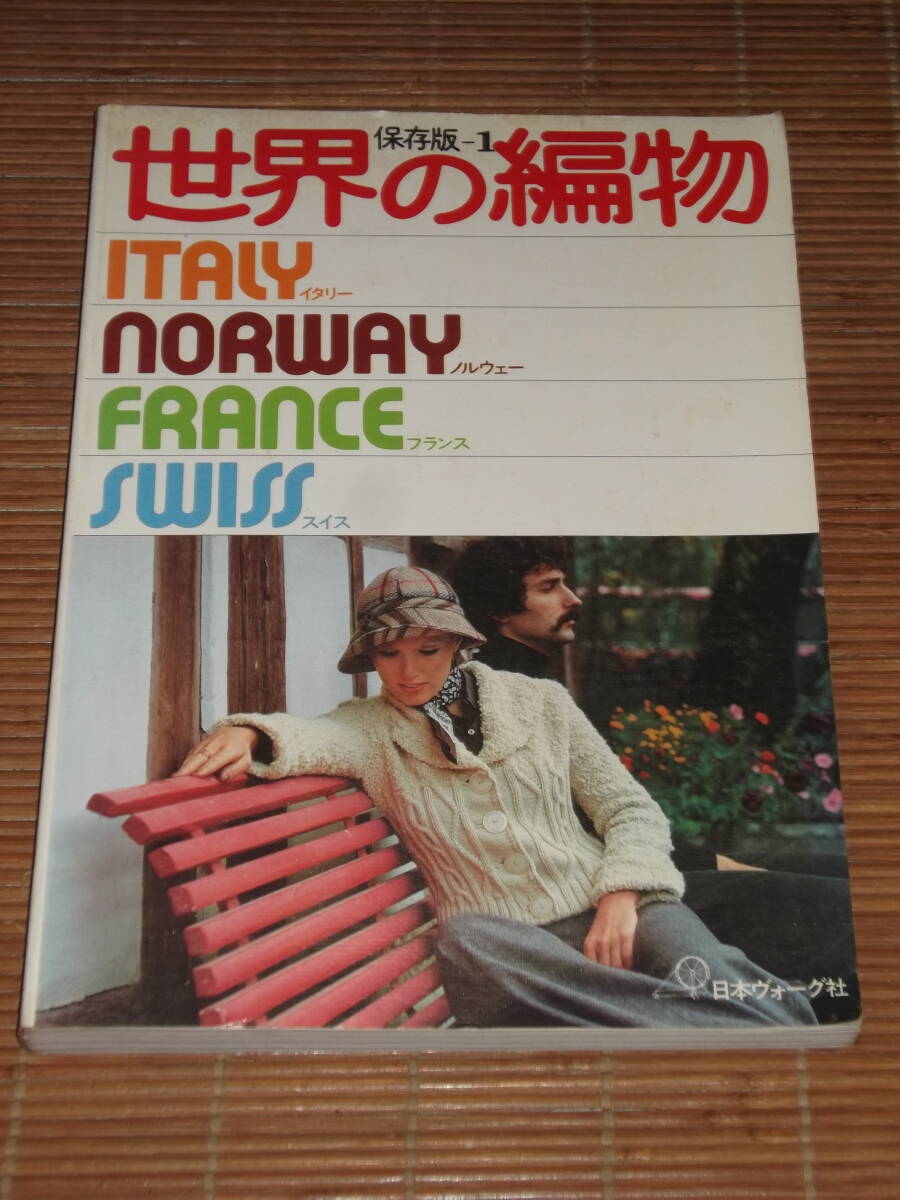 保存版-1
世界の編物
ITALY イタリー
NORWAY ノルウェー
FRANCE フランス
SWISS スイス
日本ヴォーグ社